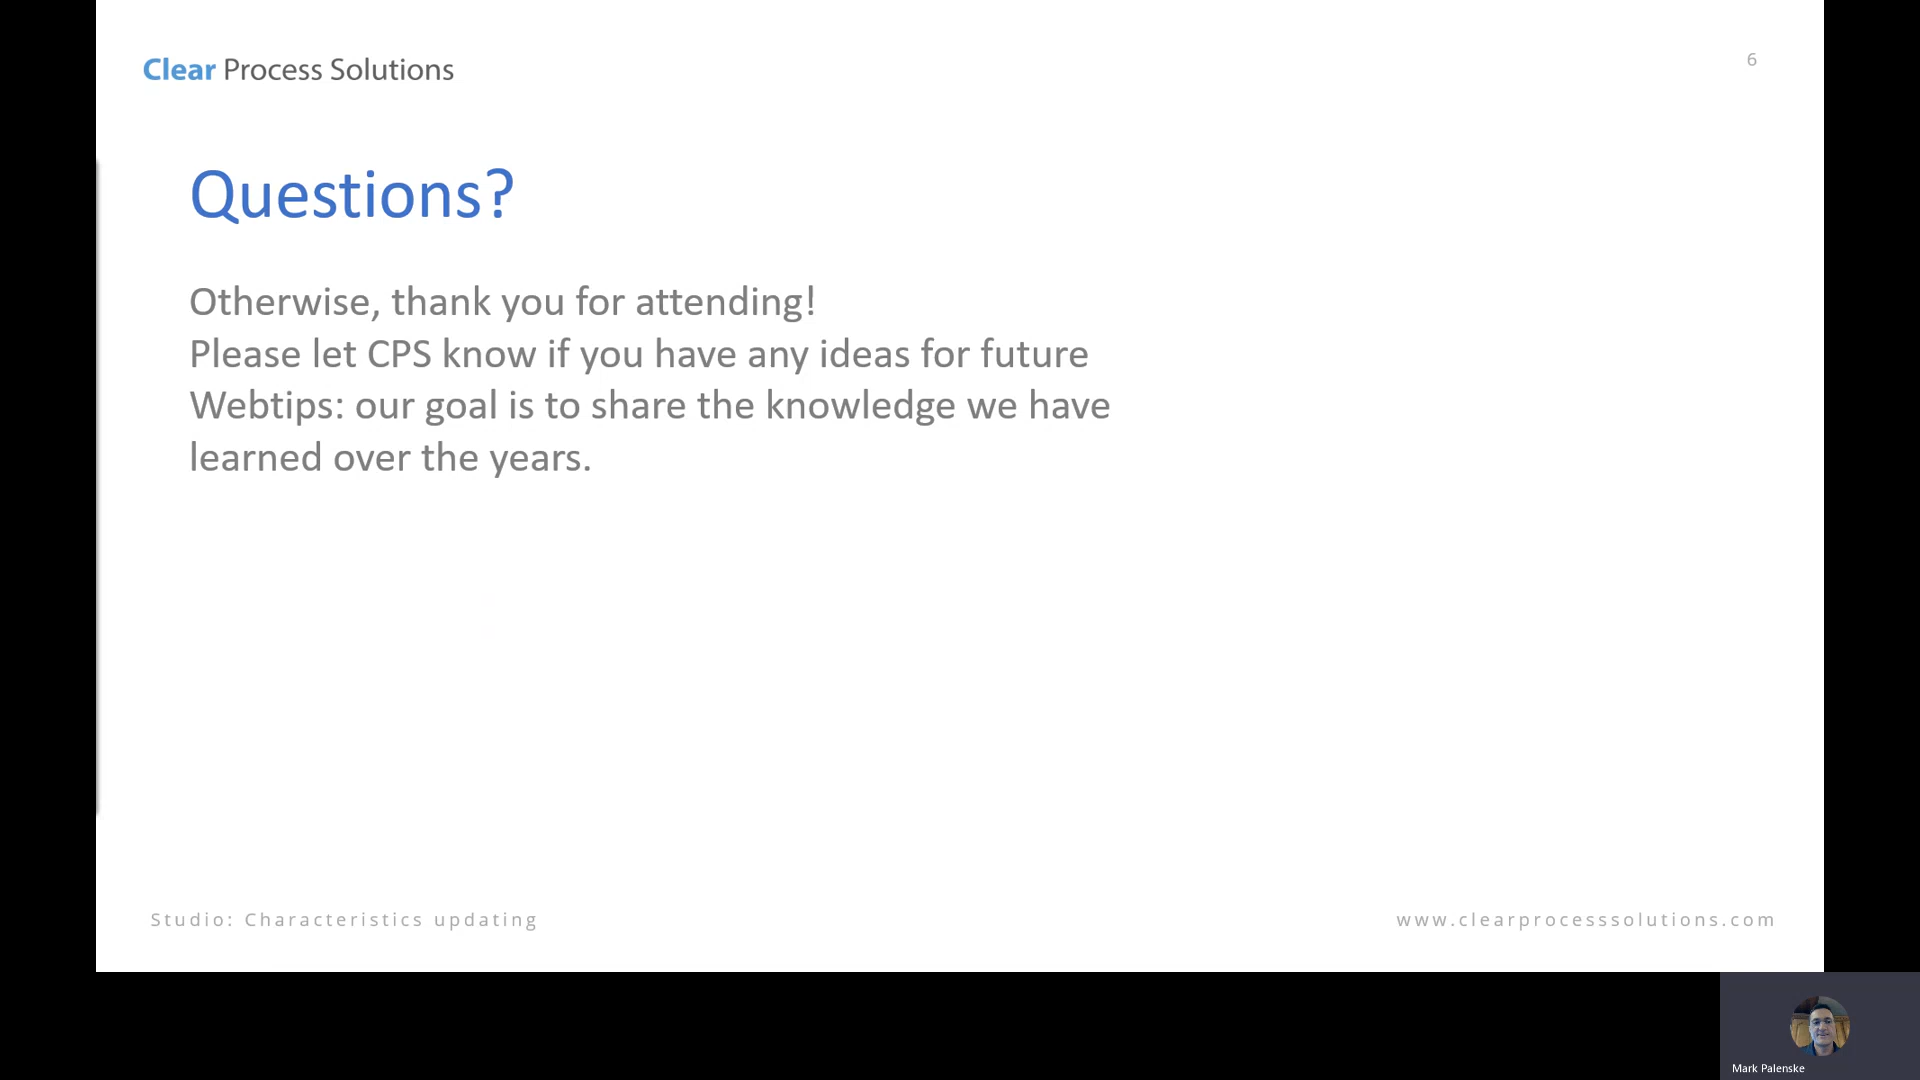 Clear Process Solutions
6
Questions?
Otherwise, thank you for attending!
Please let CPS know if you have any ideas for future
Webtips: our goal is to share the knowledge we have
learned over the years.
Studio: Characteristics updating
www.clearprocesssolutions.com
Mark Palenske